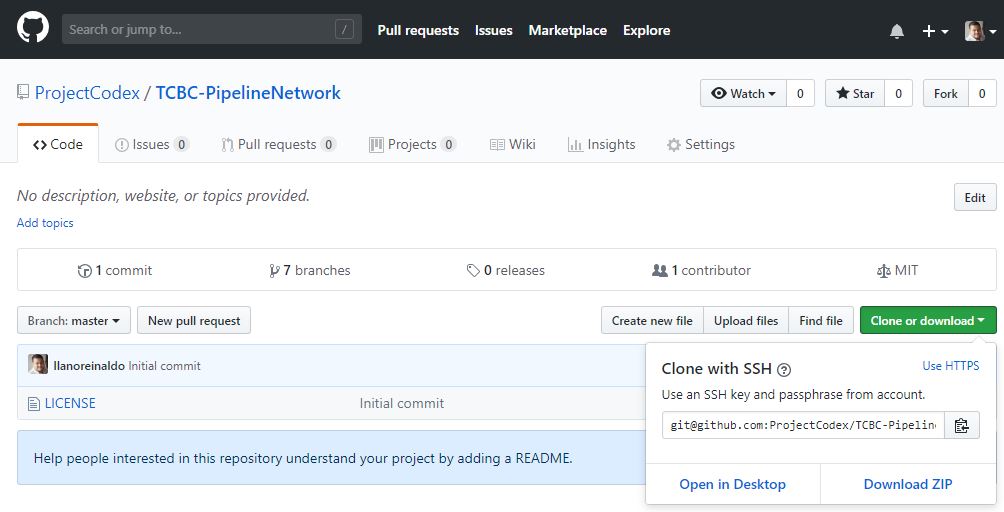 Search or jump to... / Pull requests Issues Marketplace Explore
ProjectCodex / TCBC-PipelineNetwork Watch 0 Star 0 Fork 0
Code Issues 0 Pull requests 0 Projects 0 Wiki Insights Settings
No description, website, or topics provided. Edit
Add topics
1 commit 7 branches 0 releases 1 contributor MIT
Branch: master New pull request Create new file Upload files Find file Clone or download
llanoreinaldo Initial commit
LICENSE Initial commit
Help people interested in this repository understand your project by adding a README.
Clone with SSH ? Use HTTPS
Use an SSH key and passphrase from account.
git@github.com:ProjectCodex/TCBC-Pipeline
Open in Desktop Download ZIP